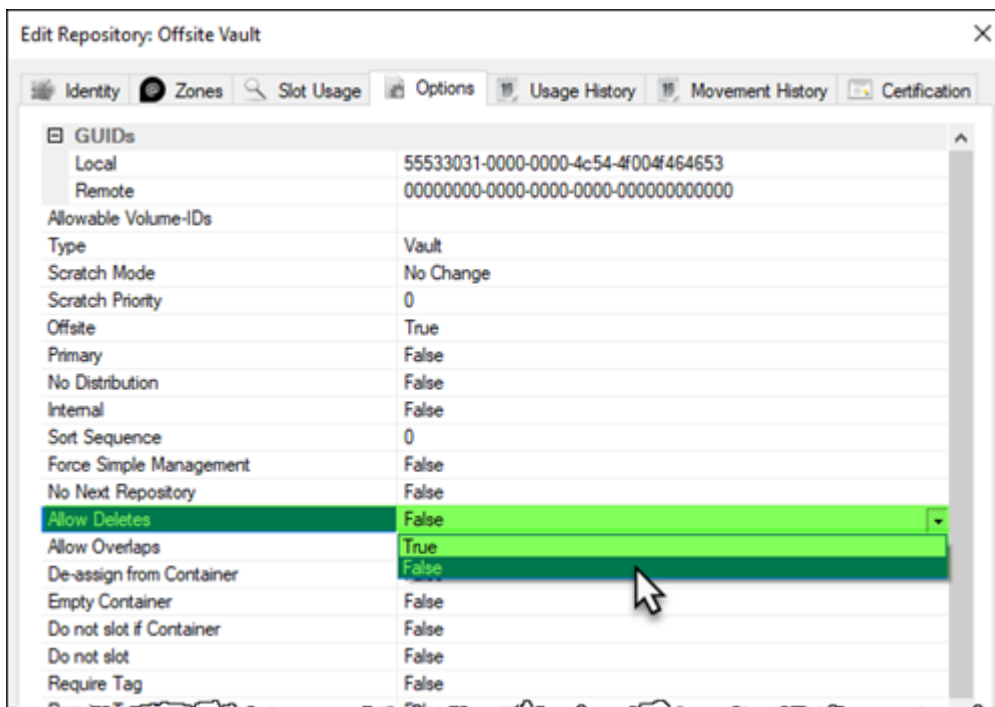 Edit Repository: Offsite Vault
Identity Zones Slot Usage Options Usage History Movement History Certification
GUIDs
Local 55533031-0000-0000-4c54-4f004f464653
Remote 00000000-0000-0000-0000-000000000000
Allowable Volume-IDs
Type Vault
Scratch Mode No Change
Scratch Priority 0
Offsite True
Primary False
No Distribution False
Internal False
Sort Sequence 0
Force Simple Management False
No Next Repository False
Allow Deletes False
Allow Overlaps True
De-assign from Container False
Empty Container False
Do not slot if Container False
Do not slot False
Require Tag False